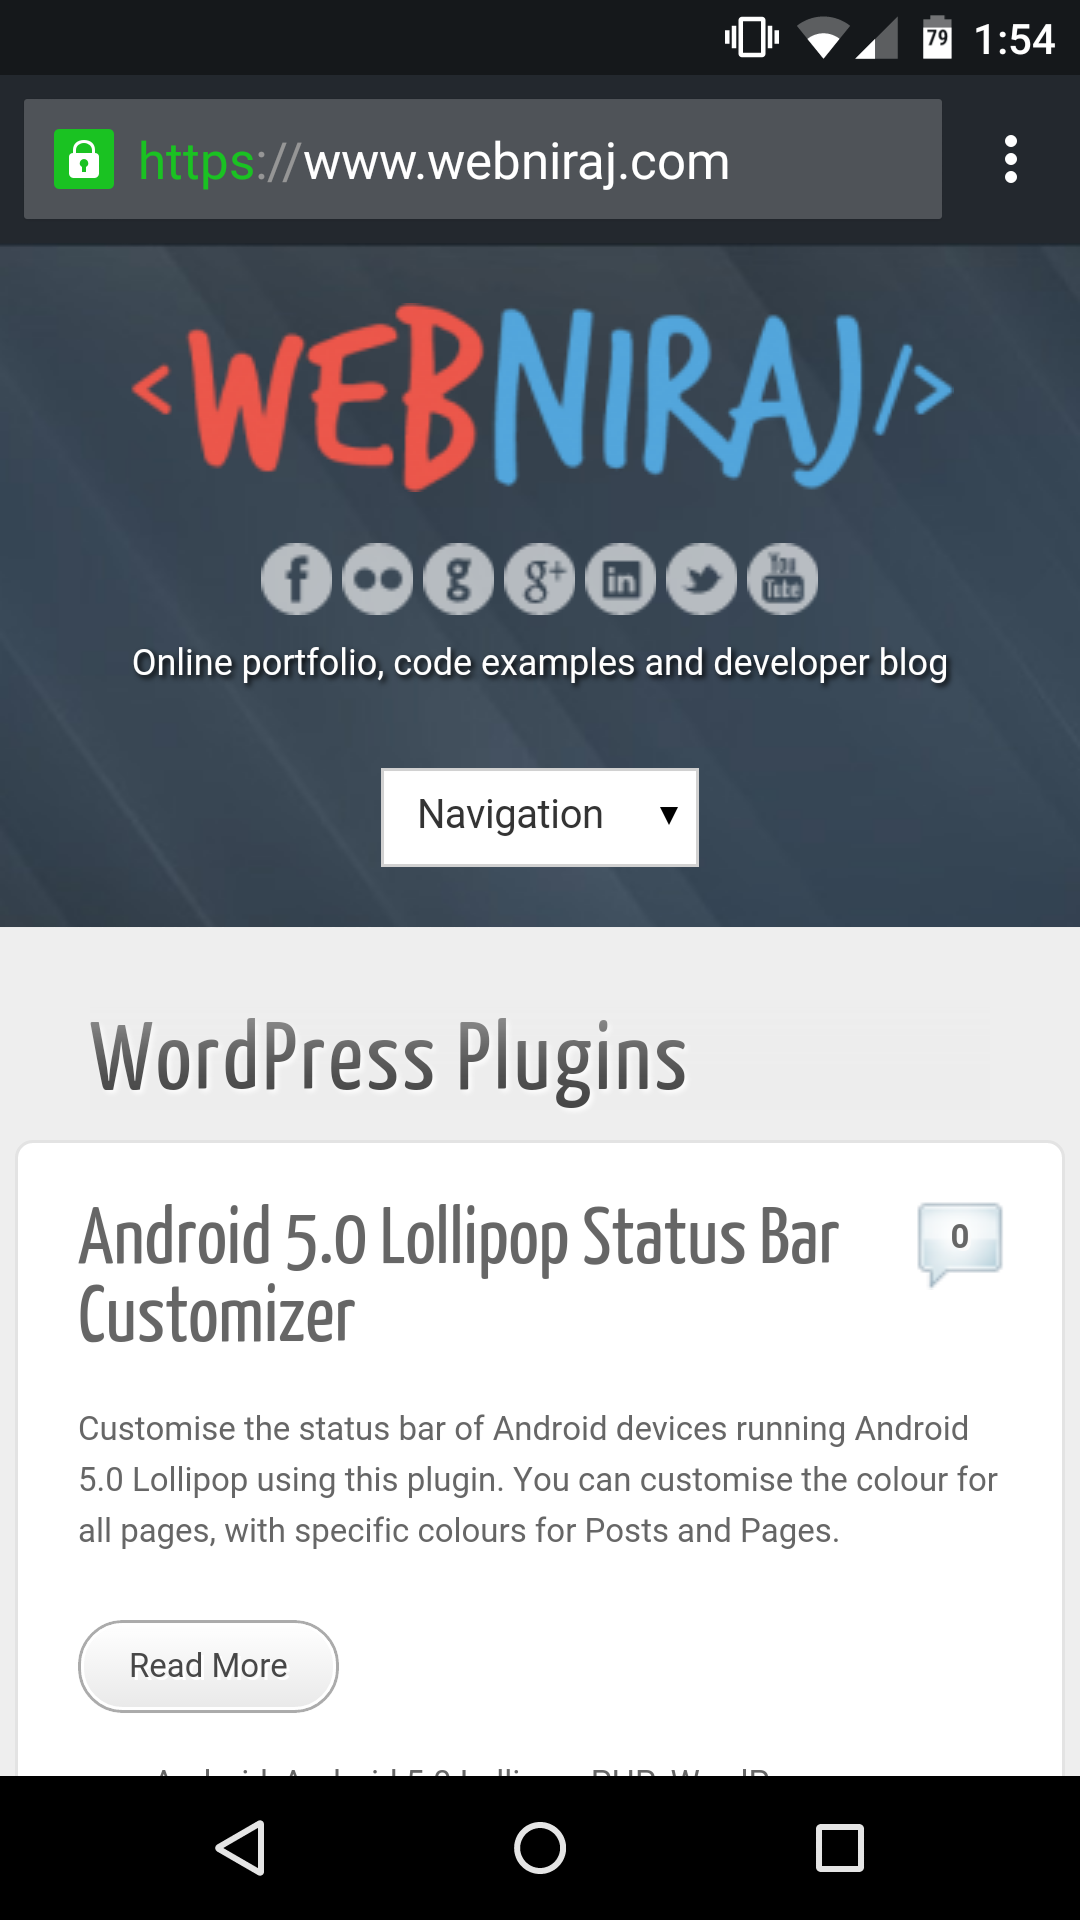 79 1:54
https://www.webniraj.com
<WEBNIRAJ/>
f g g+ in You Tube
Online portfolio, code examples and developer blog
Navigation ▼
WordPress Plugins
Android 5.0 Lollipop Status Bar
0
Customizer
Customise the status bar of Android devices running Android
5.0 Lollipop using this plugin. You can customise the colour for
all pages, with specific colours for Posts and Pages.
Read More